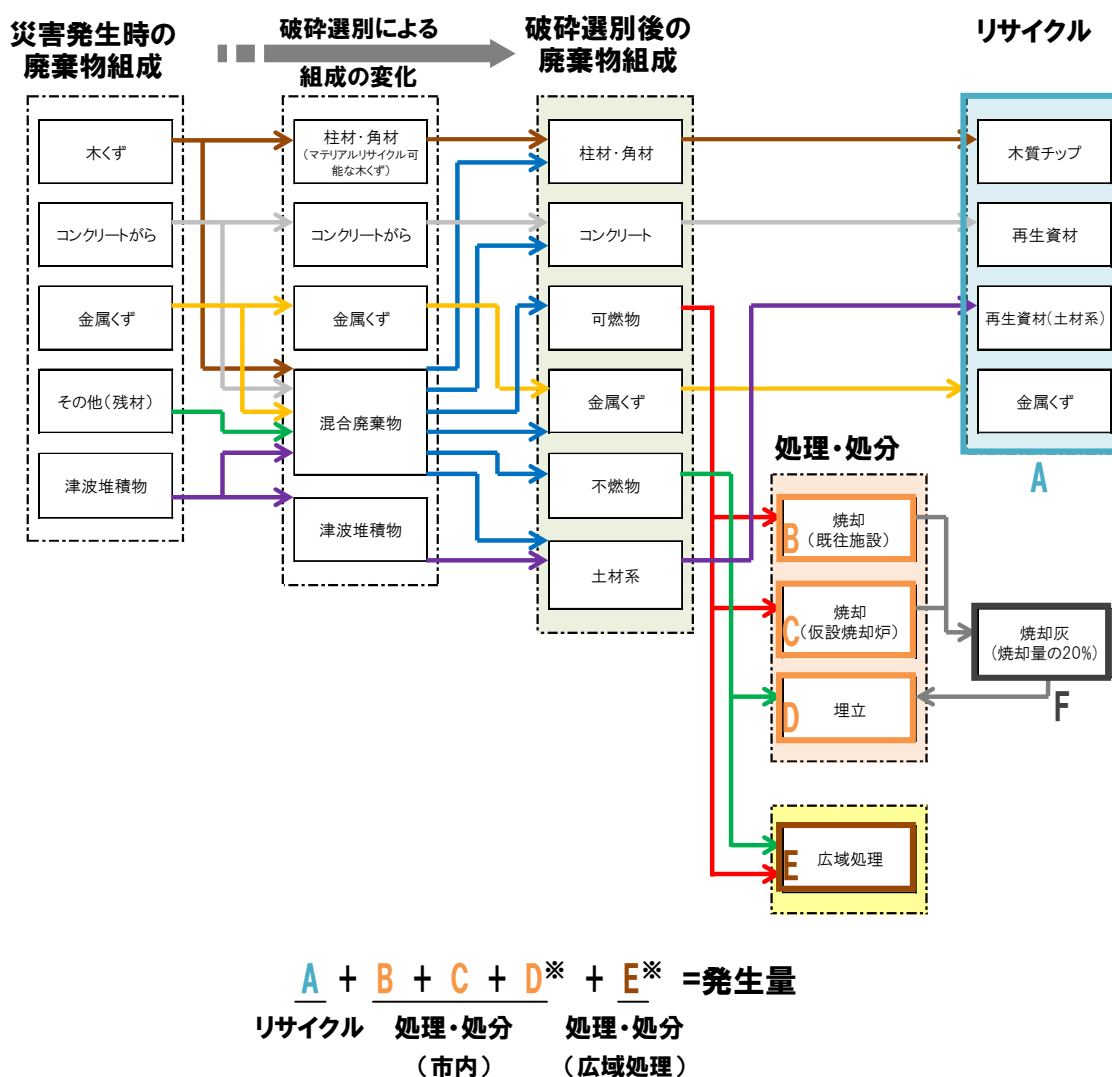 災害発生時の
廃棄物組成
破砕選別による
組成の変化
破砕選別後の
廃棄物組成
リサイクル
木くず
コンクリートがら
金属くず
その他(残材)
津波堆積物
柱材・角材
(マテリアルリサイクル可
能な木くず)
コンクリートがら
金属くず
混合廃棄物
津波堆積物
柱材・角材
コンクリート
可燃物
金属くず
不燃物
土材系
木質チップ
再生資材
再生資材(土材系)
金属くず
A
処理・処分
B
焼却
(既往施設)
C
焼却
(仮設焼却炉)
D
埋立
焼却灰
(焼却量の20%)
F
E
広域処理
A + B + C + D※ + E※ =発生量
リサイクル 処理・処分 処理・処分
(市内) (広域処理)